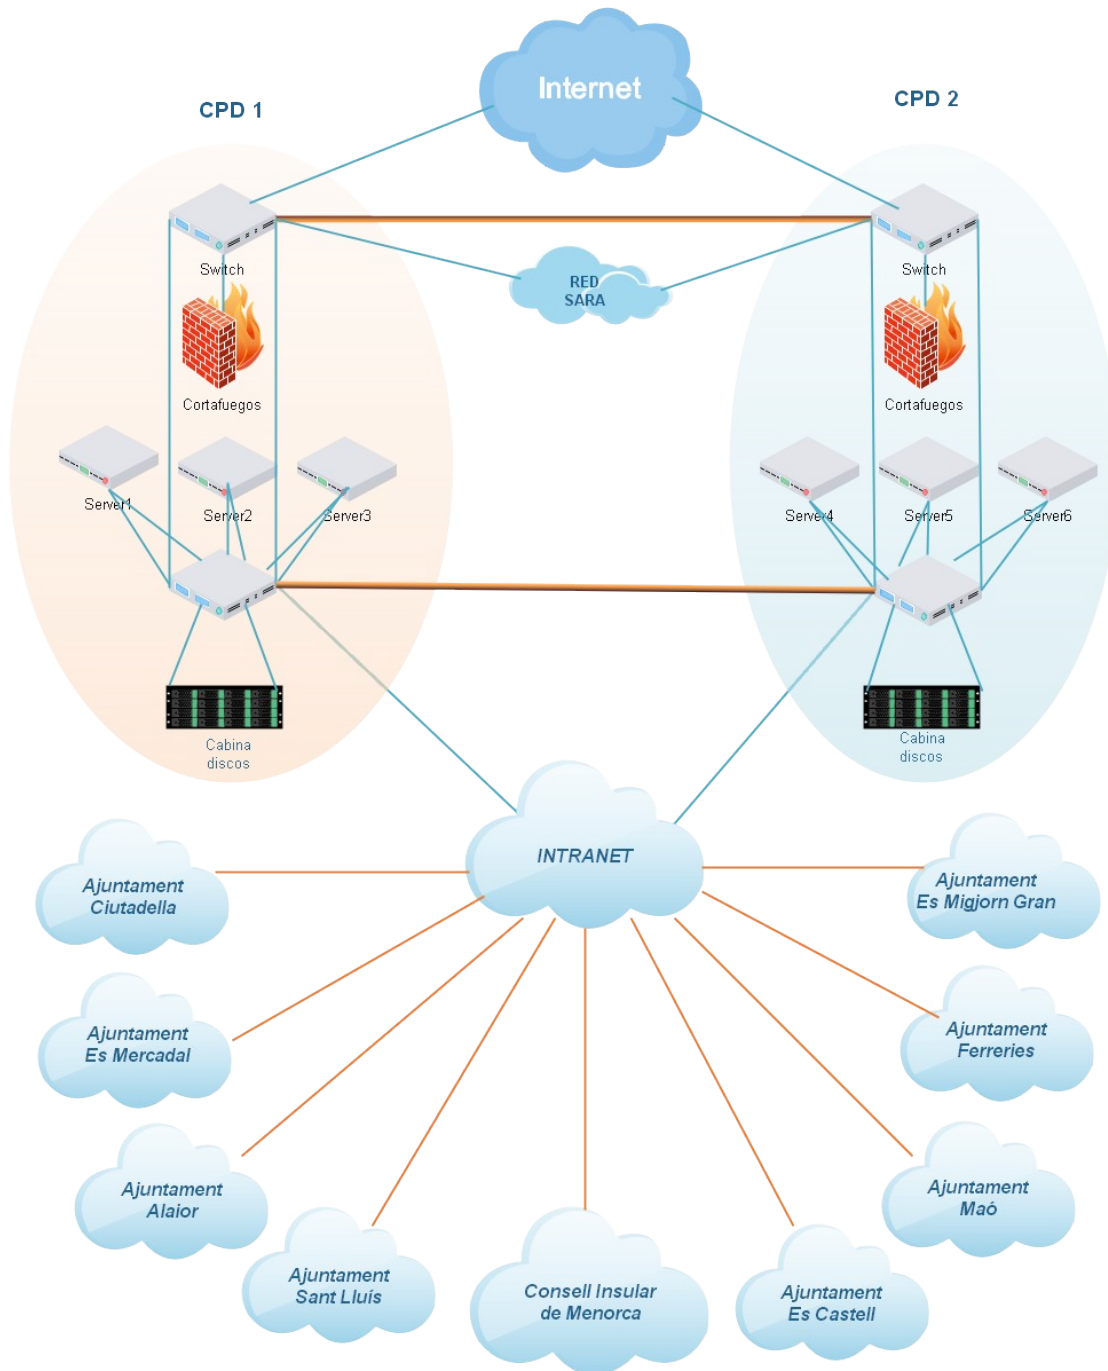 Internet
CPD 1
CPD 2
Switch
Switch
RED
SARA
Cortafuegos
Cortafuegos
Server1
Server2
Server3
Server4
Server5
Server6
Cabina
discos
Cabina
discos
INTRANET
Ajuntament
Ciutadella
Ajuntament
Es Migjorn Gran
Ajuntament
Es Mercadal
Ajuntament
Ferreries
Ajuntament
Alaior
Ajuntament
Maó
Ajuntament
Sant Lluís
Consell Insular
de Menorca
Ajuntament
Es Castell